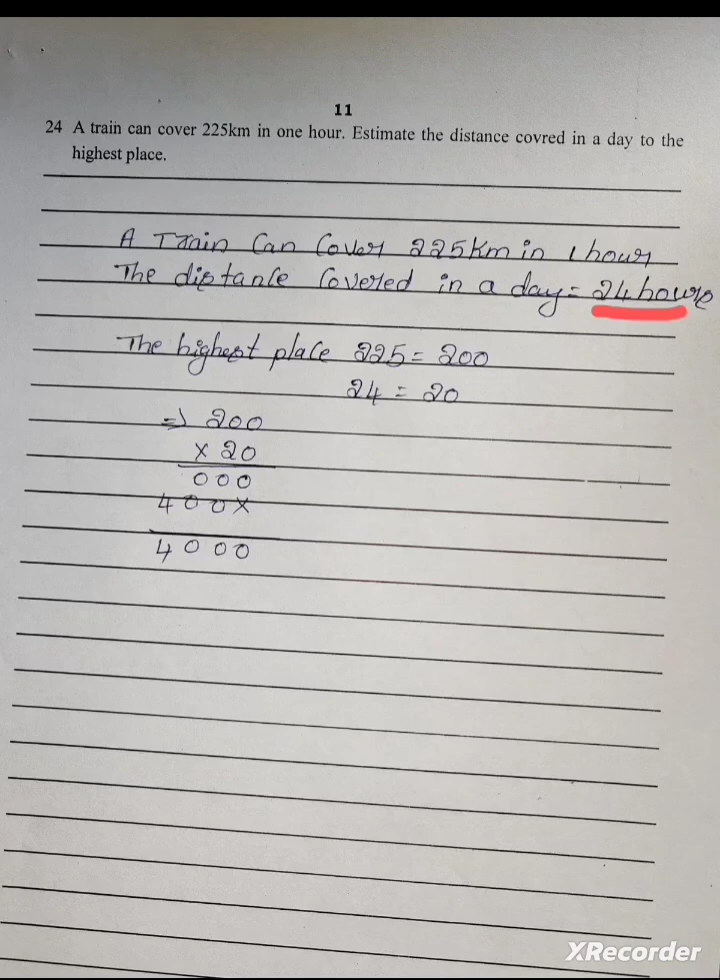 11
24 A train can cover 225km in one hour. Estimate the distance covred in a day to the
highest place.
A Train Can Cover 225Km in 1 hour
The distance Covered in a day = 24 hours
The highest place 225 = 200
24 = 20
=> 200
x 20
000
400x
4000
XRecorder